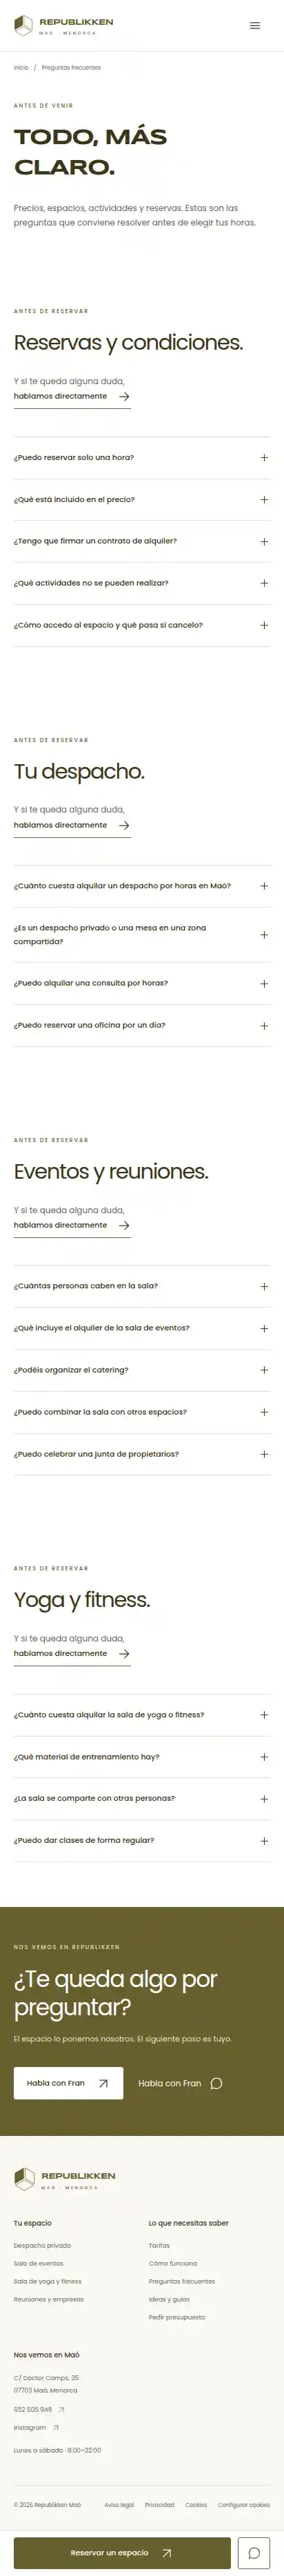 REPUBLIKKEN
MAÓ · MENORCA
Inicio / Preguntas frecuentes
ANTES DE VENIR
TODO, MÁS
CLARO.
Precios, espacios, actividades y reservas. Estas son las
preguntas que conviene resolver antes de elegir tus horas.
ANTES DE RESERVAR
Reservas y condiciones.
Y si te queda alguna duda,
hablamos directamente
¿Puedo reservar solo una hora?
¿Qué está incluido en el precio?
¿Tengo que firmar un contrato de alquiler?
¿Qué actividades no se pueden realizar?
¿Cómo accedo al espacio y qué pasa si cancelo?
ANTES DE RESERVAR
Tu despacho.
Y si te queda alguna duda,
hablamos directamente
¿Cuánto cuesta alquilar un despacho por horas en Maó?
¿Es un despacho privado o una mesa en una zona
compartida?
¿Puedo alquilar una consulta por horas?
¿Puedo reservar una oficina por un día?
ANTES DE RESERVAR
Eventos y reuniones.
Y si te queda alguna duda,
hablamos directamente
¿Cuántas personas caben en la sala?
¿Qué incluye el alquiler de la sala de eventos?
¿Podéis organizar el catering?
¿Puedo combinar la sala con otros espacios?
¿Puedo celebrar una junta de propietarios?
ANTES DE RESERVAR
Yoga y fitness.
Y si te queda alguna duda,
hablamos directamente
¿Cuánto cuesta alquilar la sala de yoga o fitness?
¿Qué material de entrenamiento hay?
¿La sala se comparte con otras personas?
¿Puedo dar clases de forma regular?
NOS VEMOS EN REPUBLIKKEN
¿Te queda algo por
preguntar?
El espacio lo ponemos nosotros. El siguiente paso es tuyo.
Habla con Fran Habla con Fran
REPUBLIKKEN
MAÓ · MENORCA
Tu espacio
Despacho privado
Sala de eventos
Sala de yoga y fitness
Reuniones y empresas
Lo que necesitas saber
Tarifas
Cómo funciona
Preguntas frecuentes
Ideas y guías
Pedir presupuesto
Nos vemos en Maó
C/ Doctor Camps, 35
07703 Maó, Menorca
652 505 948
Instagram
Lunes a sábado · 8:00–22:00
© 2026 Republikken Maó Aviso legal Privacidad Cookies Configurar cookies
Reservar un espacio